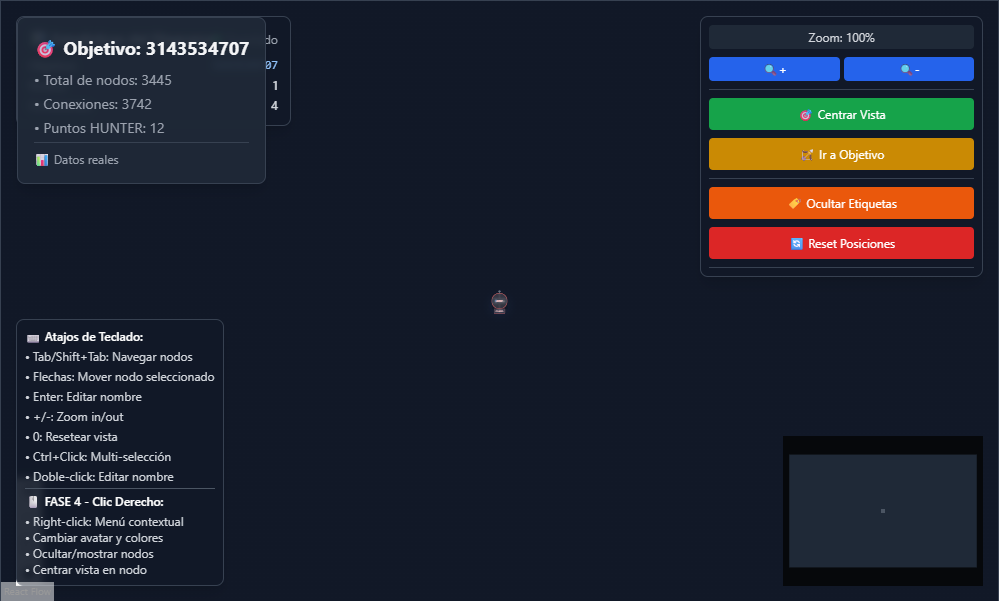 Objetivo: 3143534707
• Total de nodos: 3445
• Conexiones: 3742
• Puntos HUNTER: 12
Datos reales
do
07
1
4
Zoom: 100%
+
-
Centrar Vista
Ir a Objetivo
Ocultar Etiquetas
Reset Posiciones
Atajos de Teclado:
• Tab/Shift+Tab: Navegar nodos
• Flechas: Mover nodo seleccionado
• Enter: Editar nombre
• +/-: Zoom in/out
• 0: Resetear vista
• Ctrl+Click: Multi-selección
• Doble-click: Editar nombre
FASE 4 - Clic Derecho:
• Right-click: Menú contextual
• Cambiar avatar y colores
• Ocultar/mostrar nodos
• Centrar vista en nodo
React Flow